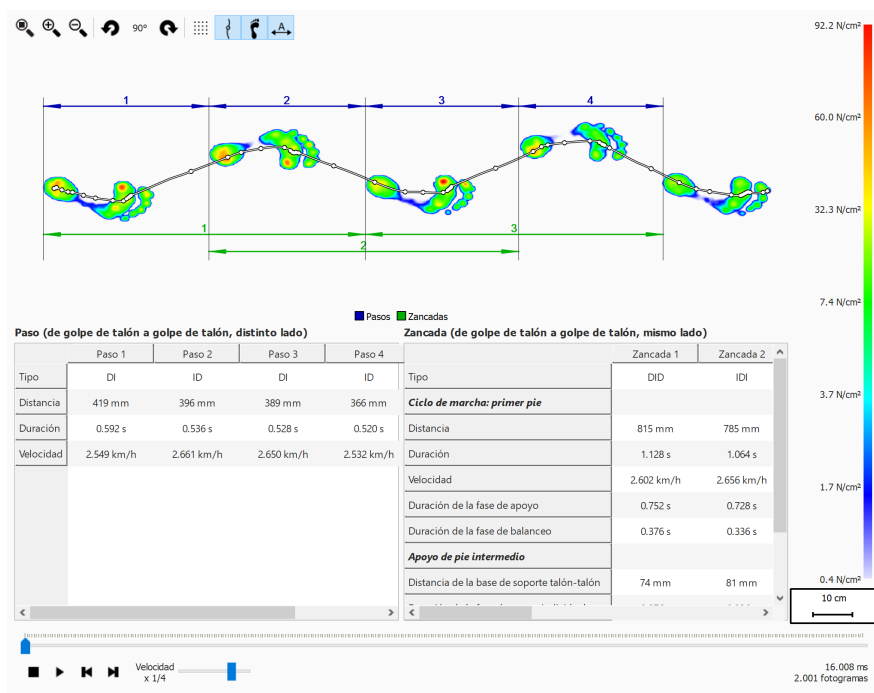 90°
A
92.2 N/cm²
60.0 N/cm²
32.3 N/cm²
7.4 N/cm²
3.7 N/cm²
1.7 N/cm²
0.4 N/cm²
10 cm
1 2 3 4
1
2
3
Pasos Zancadas
Paso (de golpe de talón a golpe de talón, distinto lado)
Paso 1 Paso 2 Paso 3 Paso 4
Tipo DI ID DI ID
Distancia 419 mm 396 mm 389 mm 366 mm
Duración 0.592 s 0.536 s 0.528 s 0.520 s
Velocidad 2.549 km/h 2.661 km/h 2.650 km/h 2.532 km/h
Zancada (de golpe de talón a golpe de talón, mismo lado)
Zancada 1 Zancada 2
Tipo DID IDI
Ciclo de marcha: primer pie
Distancia 815 mm 785 mm
Duración 1.128 s 1.064 s
Velocidad 2.602 km/h 2.656 km/h
Duración de la fase de apoyo 0.752 s 0.728 s
Duración de la fase de balanceo 0.376 s 0.336 s
Apoyo de pie intermedio
Distancia de la base de soporte talón-talón 74 mm 81 mm
Velocidad
x 1/4
16.008 ms
2.001 fotogramas